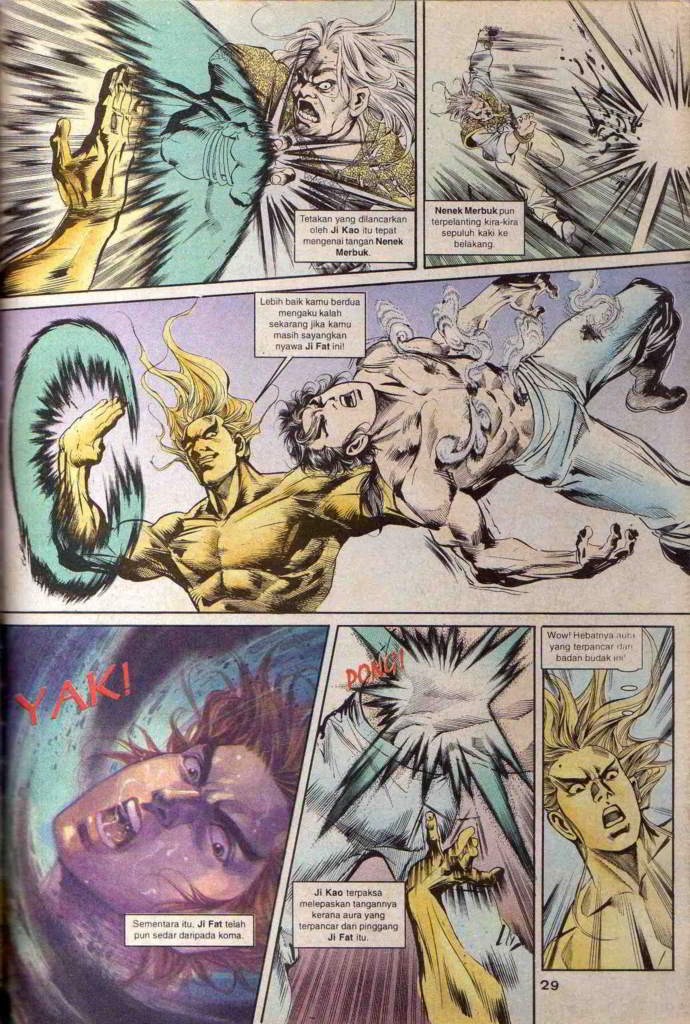 Tetakan yang dilancarkan
oleh Ji Kao itu tepat
mengenai tangan Nenek
Merbuk.
Nenek Merbuk pun
terpelanting kira-kira
sepuluh kaki ke
belakang.
Lebih baik kamu berdua
mengaku kalah
sekarang jika kamu
masih sayangkan
nyawa Ji Fat ini!
YAK!
Sementara itu, Ji Fat telah
pun sedar daripada koma.
PONG!
Ji Kao terpaksa
melepaskan tangannya
kerana aura yang
terpancar dari pinggang
Ji Fat itu.
Wow! Hebatnya aura
yang terpancar dari
badan budak ini!
29